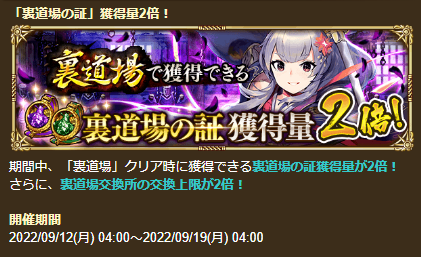 「裏道場の証」獲得量2倍！
裏道場で獲得できる
裏道場の証獲得量2倍!
期間中、「裏道場」クリア時に獲得できる裏道場の証獲得量が2倍！
さらに、裏道場交換所の交換上限が2倍！
開催期間
2022/09/12(月) 04:00～2022/09/19(月) 04:00